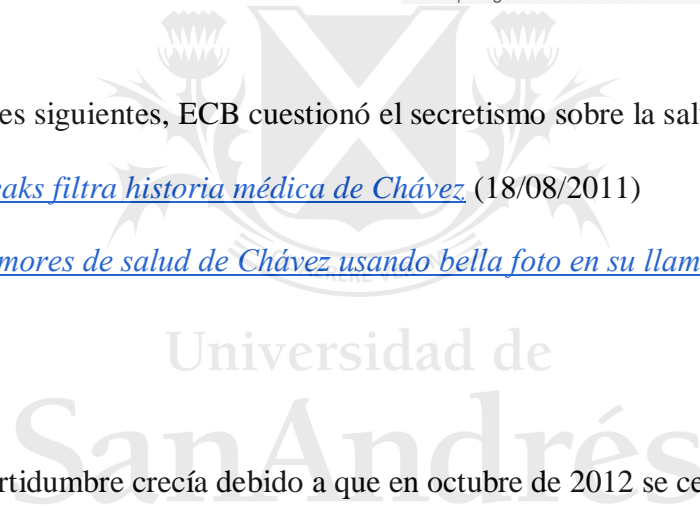 es siguientes, ECB cuestionó el secretismo sobre la sal
aks filtra historia médica de Chávez (18/08/2011)
mores de salud de Chávez usando bella foto en su llam
Universidad de
SanAndrés
rtidumbre crecía debido a que en octubre de 2012 se ce